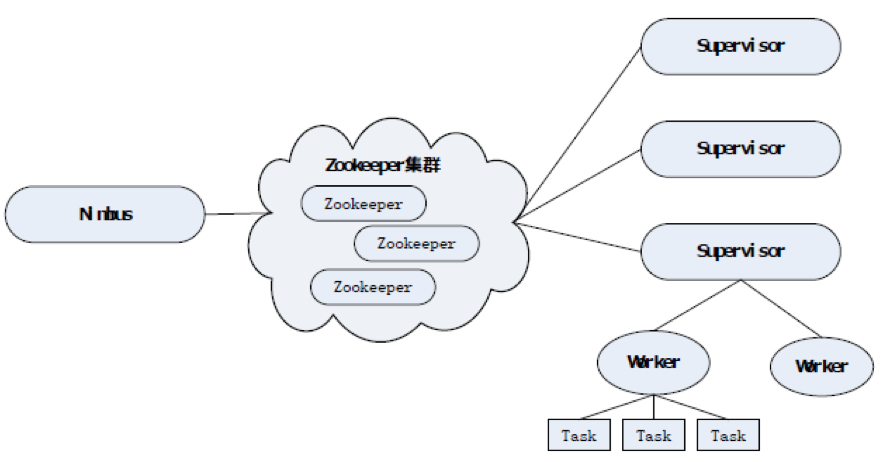 Supervisor
Supervisor
Zookeeper集群
Zookeeper
Nimbus
Zookeeper
Supervisor
Zookeeper
Worker
Worker
Task
Task
Task